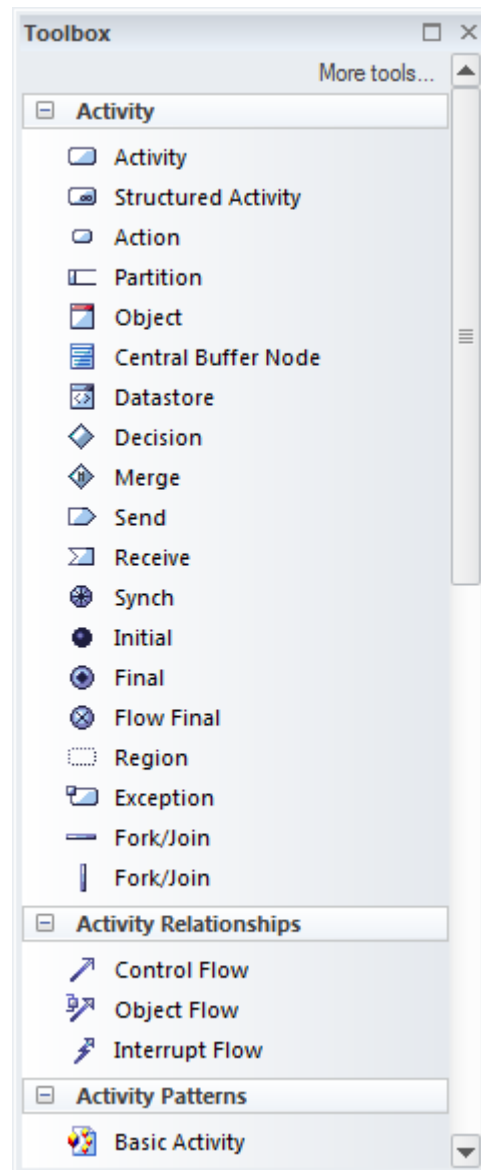 Toolbox
More tools...
Activity
Activity
Structured Activity
Action
Partition
Object
Central Buffer Node
Datastore
Decision
Merge
Send
Receive
Synch
Initial
Final
Flow Final
Region
Exception
Fork/Join
Fork/Join
Activity Relationships
Control Flow
Object Flow
Interrupt Flow
Activity Patterns
Basic Activity